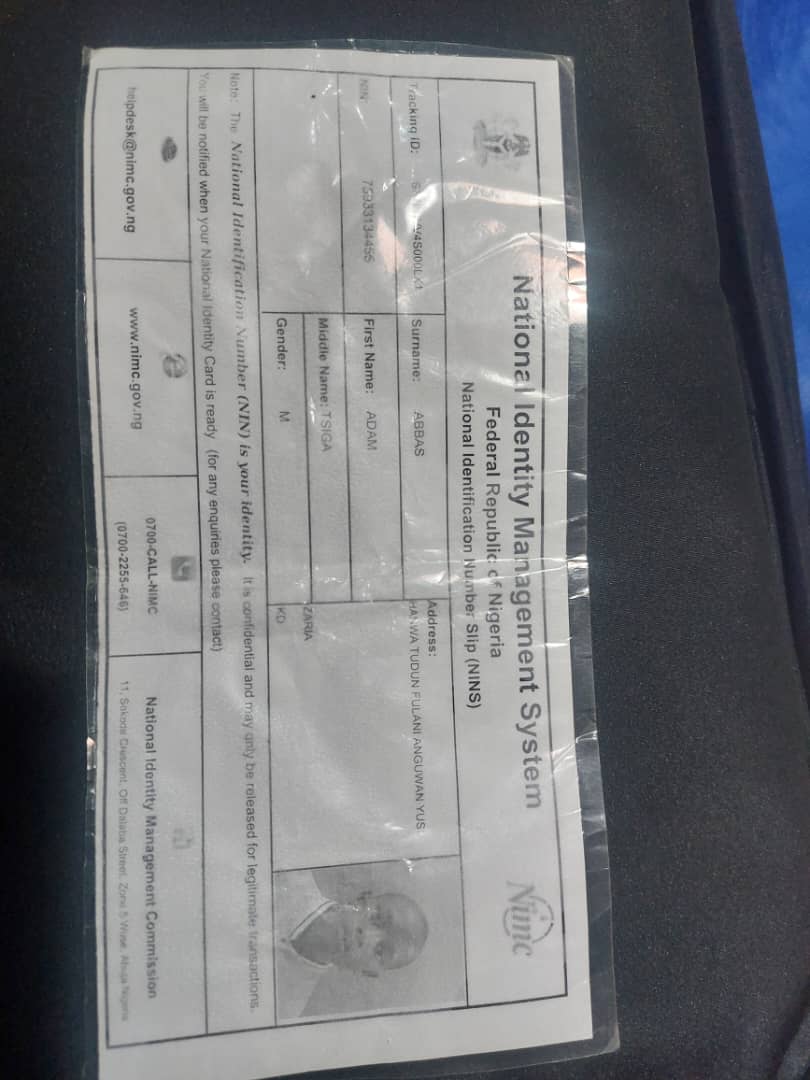 National Identity Management System
Federal Republic of Nigeria
National Identification Number Slip (NINS)
Nimc
Tracking ID:
Surname: ABBAS
Address:
HANWA TUDUN FULANI ANGUWAN YUS
NIN: 75933134456
First Name: ADAM
Middle Name: TSIGA
ZARIA
Gender: M
KD
Note: The National Identification Number (NIN) is your identity. It is confidential and may only be released for legitimate transactions.
You will be notified when your National Identity Card is ready (for any enquiries please contact)
helpdesk@nimc.gov.ng
www.nimc.gov.ng
0700-CALL-NIMC
(0700-2255-646)
National Identity Management Commission
11, Sokode Crescent, Off Dalaba Street, Zone 5 Wuse, Abuja Nigeria